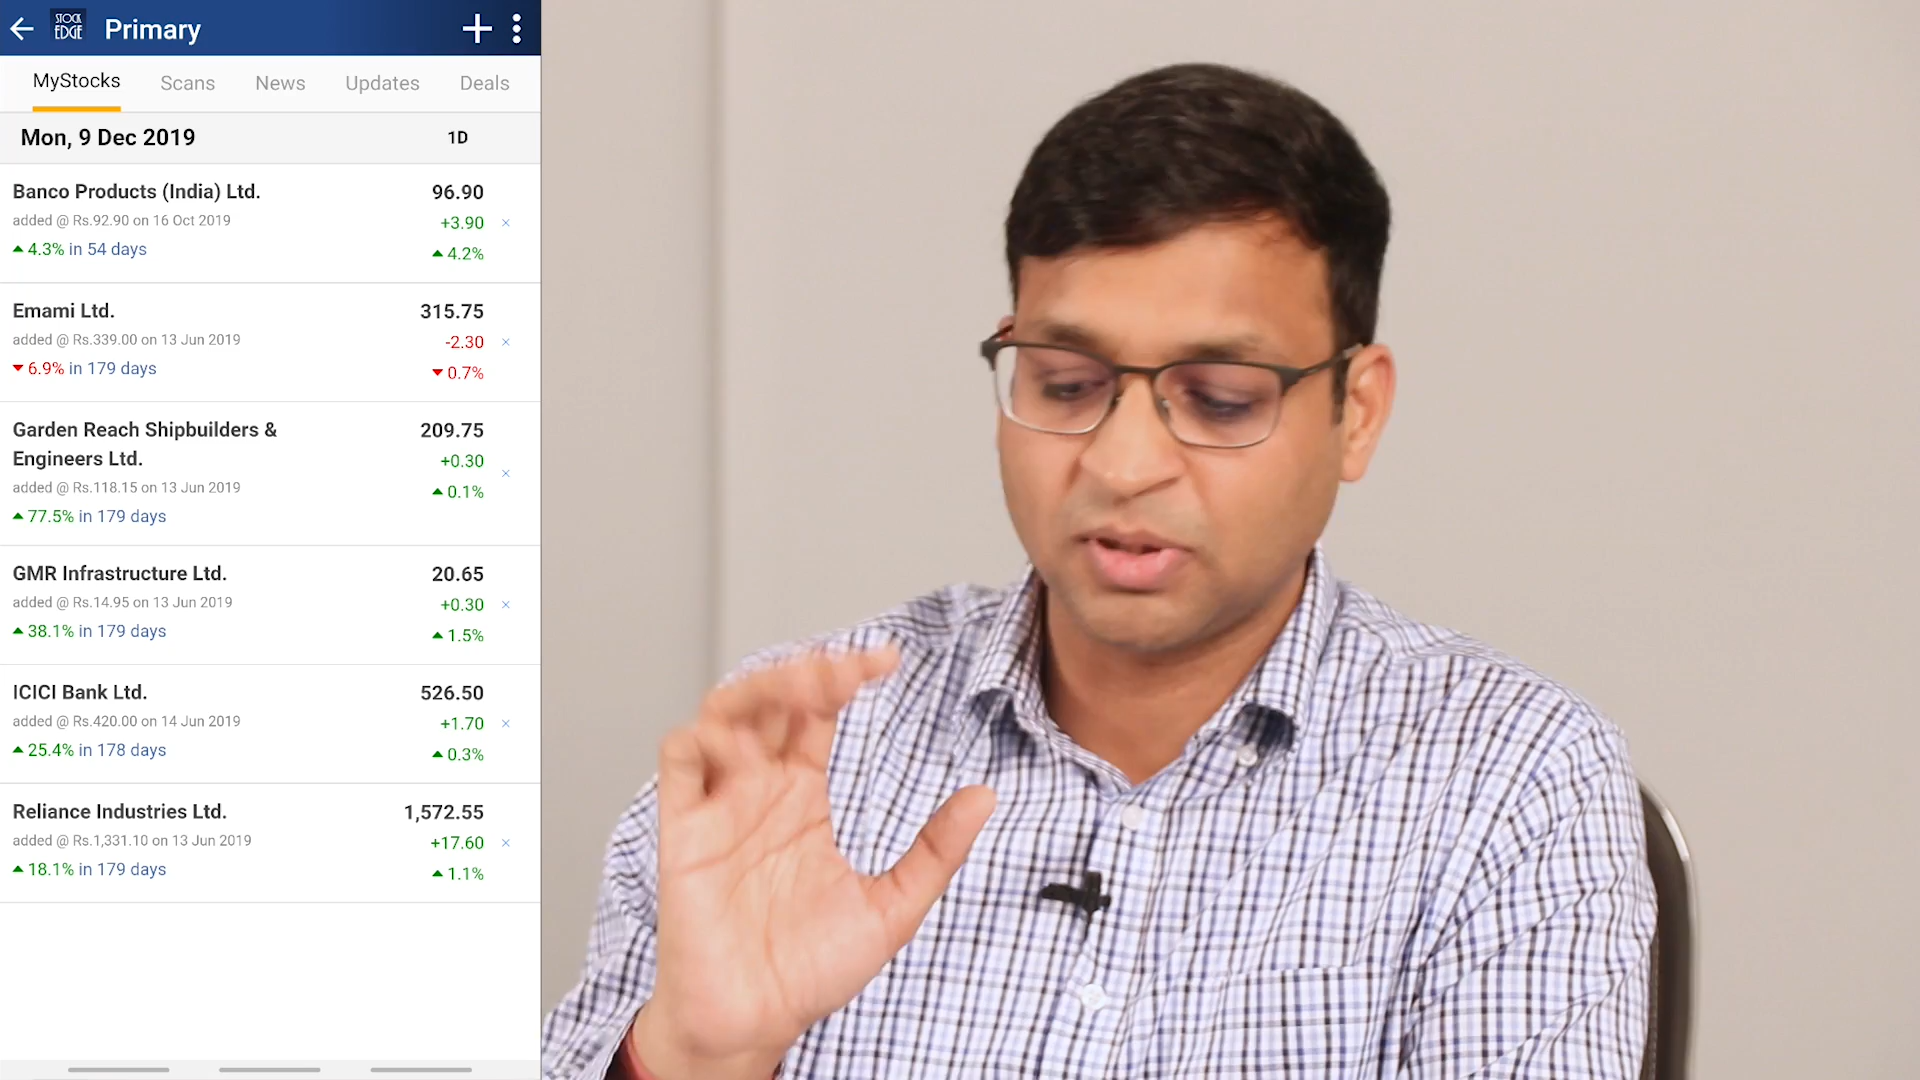 STOCK
EDGE
Primary
MyStocks Scans News Updates Deals
Mon, 9 Dec 2019 1D
Banco Products (India) Ltd. 96.90
added @ Rs.92.90 on 16 Oct 2019 +3.90
4.3% in 54 days 4.2%
Emami Ltd. 315.75
added @ Rs.339.00 on 13 Jun 2019 -2.30
6.9% in 179 days 0.7%
Garden Reach Shipbuilders & 209.75
Engineers Ltd. +0.30
added @ Rs.118.15 on 13 Jun 2019 0.1%
77.5% in 179 days
GMR Infrastructure Ltd. 20.65
added @ Rs.14.95 on 13 Jun 2019 +0.30
38.1% in 179 days 1.5%
ICICI Bank Ltd. 526.50
added @ Rs.420.00 on 14 Jun 2019 +1.70
25.4% in 178 days 0.3%
Reliance Industries Ltd. 1,572.55
added @ Rs.1,331.10 on 13 Jun 2019 +17.60
18.1% in 179 days 1.1%